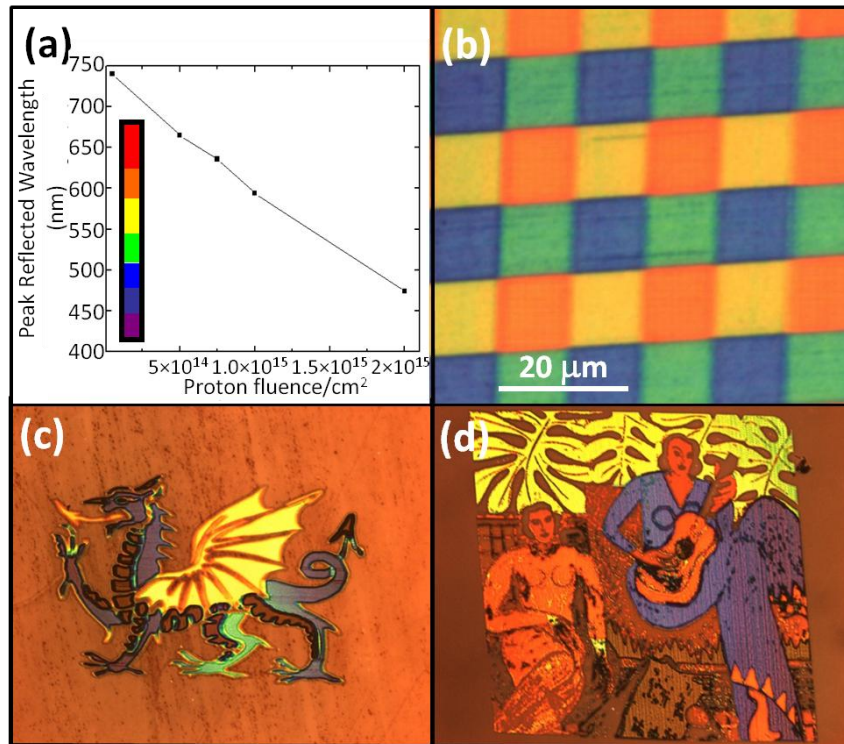 (a)
750
700
650
600
550
500
450
400
Peak Reflected Wavelength
(nm)
5×10¹⁴ 1.0×10¹⁵ 1.5×10¹⁵ 2×10¹⁵
Proton fluence/cm²
(b)
20 μm
(c)
(d)